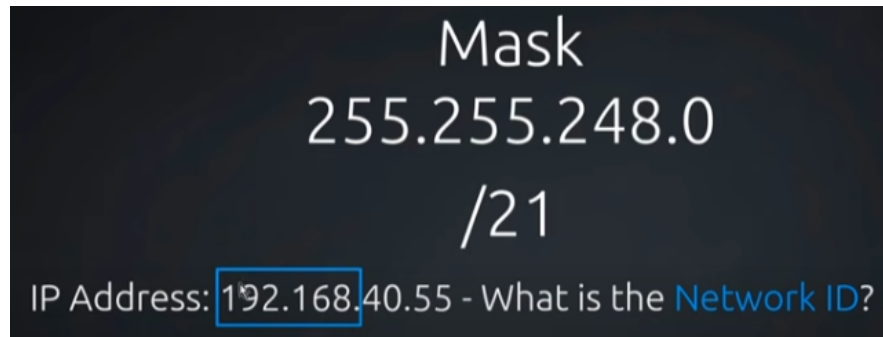 Mask
255.255.248.0
/21
IP Address: 192.168.40.55 - What is the Network ID?